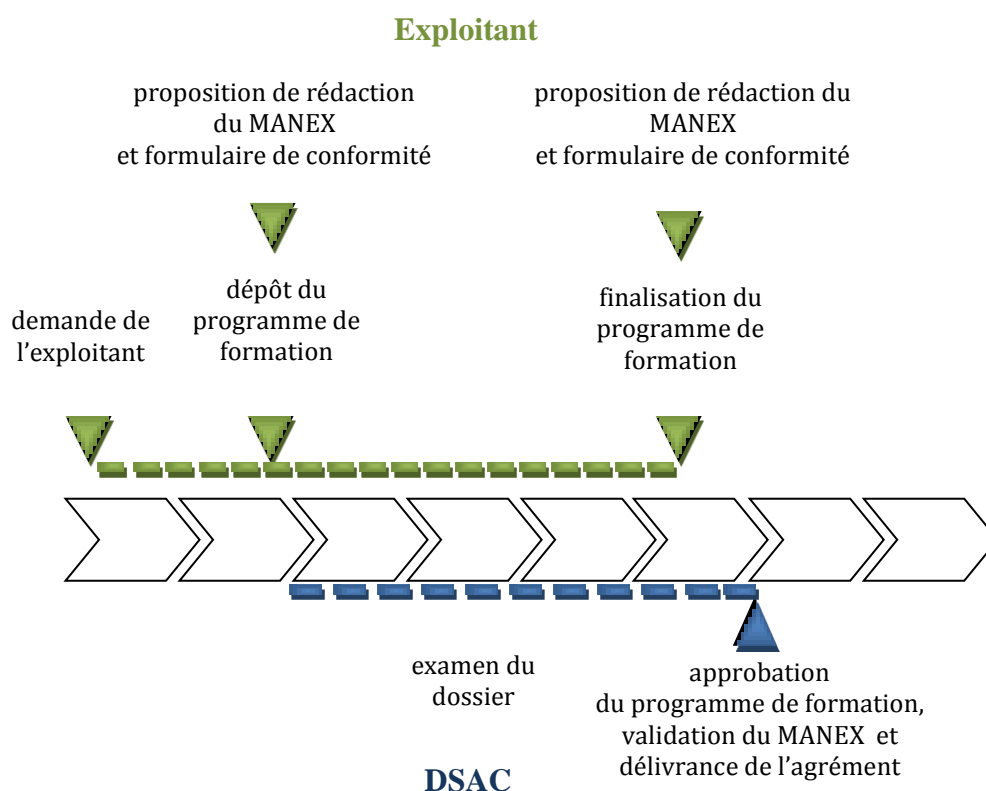 Exploitant
proposition de rédaction
du MANEX
et formulaire de conformité
proposition de rédaction du
MANEX
et formulaire de conformité
demande de
l’exploitant
dépôt du
programme de
formation
finalisation du
programme de
formation
examen du
dossier
approbation
du programme de formation,
validation du MANEX et
délivrance de l’agrément
DSAC